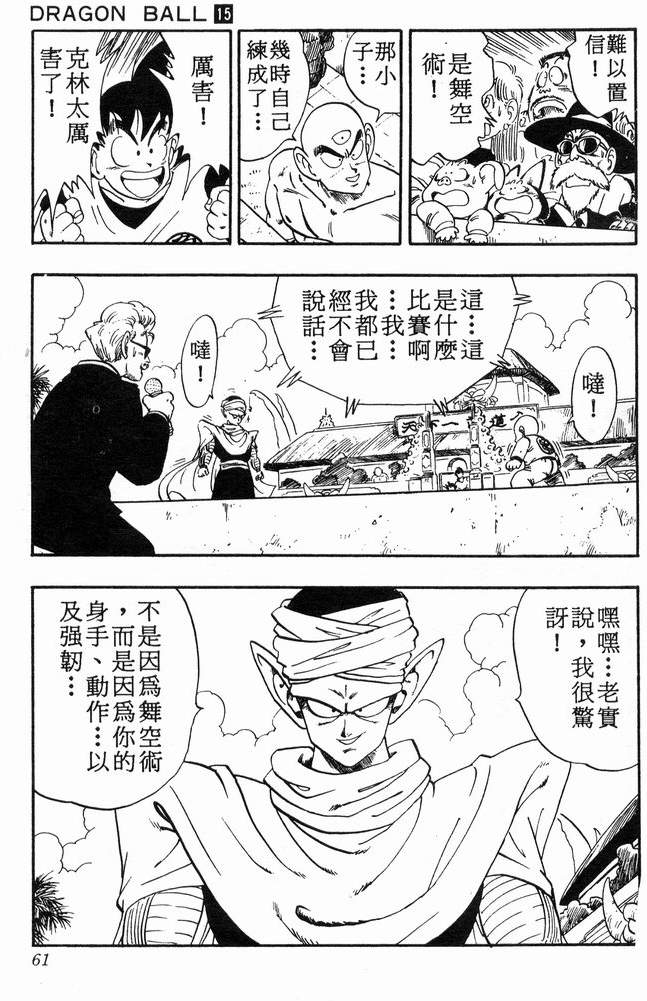 DRAGON BALL 15
難以置
信！
是舞空
術！
那小
子…
幾時自己
練成了…
厲害！
克林太厲
害了！
這…這
是什麼
比賽啊
…我…
我都已
經不會
說話…
噠！
噠！
天下一
道
嘿嘿…老實
說，我很驚
訝！
不是因爲舞空術
，而是因爲你的
身手、動作…以
及强韌…
61